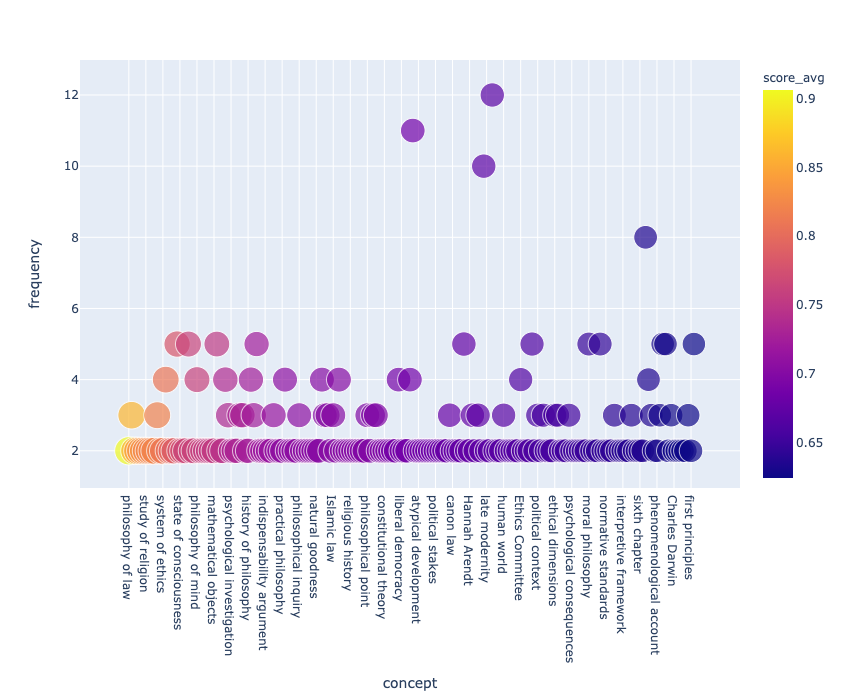 score_avg
12
10
8
6
4
2
0.9
0.85
0.8
0.75
0.7
0.65
frequency
philosophy of law
study of religion
system of ethics
state of consciousness
philosophy of mind
mathematical objects
psychological investigation
history of philosophy
indispensability argument
practical philosophy
philosophical inquiry
natural goodness
Islamic law
religious history
philosophical point
constitutional theory
liberal democracy
atypical development
political stakes
canon law
Hannah Arendt
late modernity
human world
Ethics Committee
political context
ethical dimensions
psychological consequences
moral philosophy
normative standards
interpretive framework
sixth chapter
phenomenological account
Charles Darwin
first principles
concept